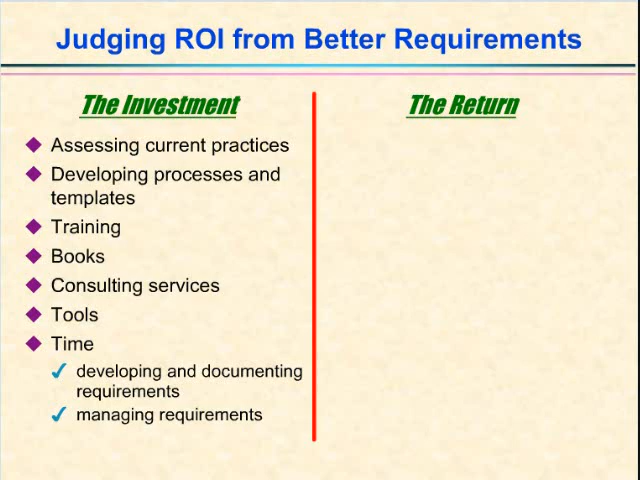 Judging ROI from Better Requirements
The Investment
Assessing current practices
Developing processes and
templates
Training
Books
Consulting services
Tools
Time
developing and documenting
requirements
managing requirements
The Return